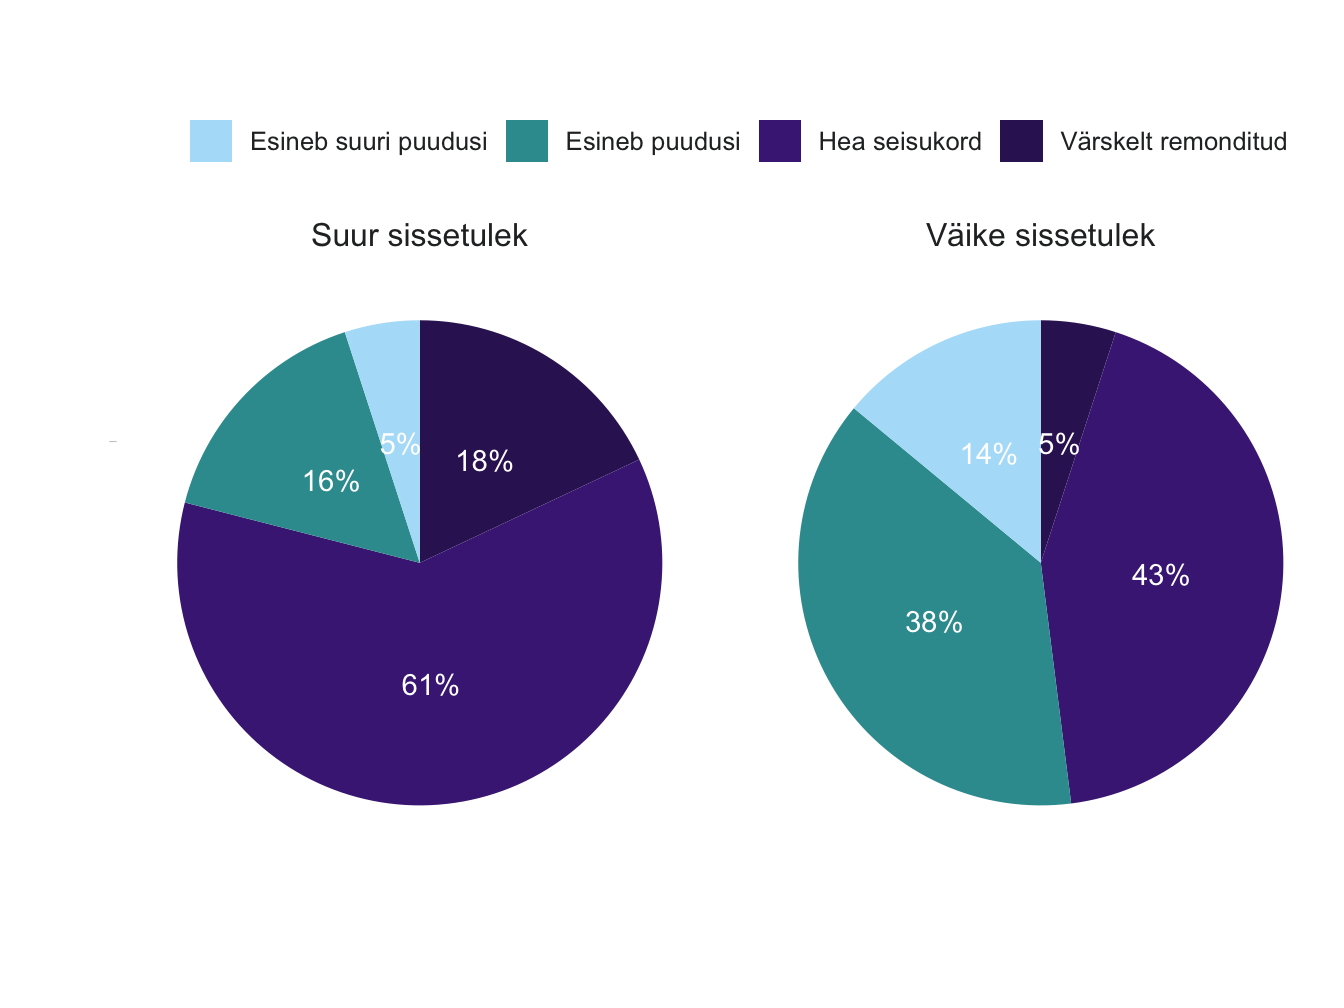 Esineb suuri puudusi Esineb puudusi Hea seisukord Värskelt remonditud
Suur sissetulek
5%
18%
16%
61%
Väike sissetulek
14%
5%
43%
38%